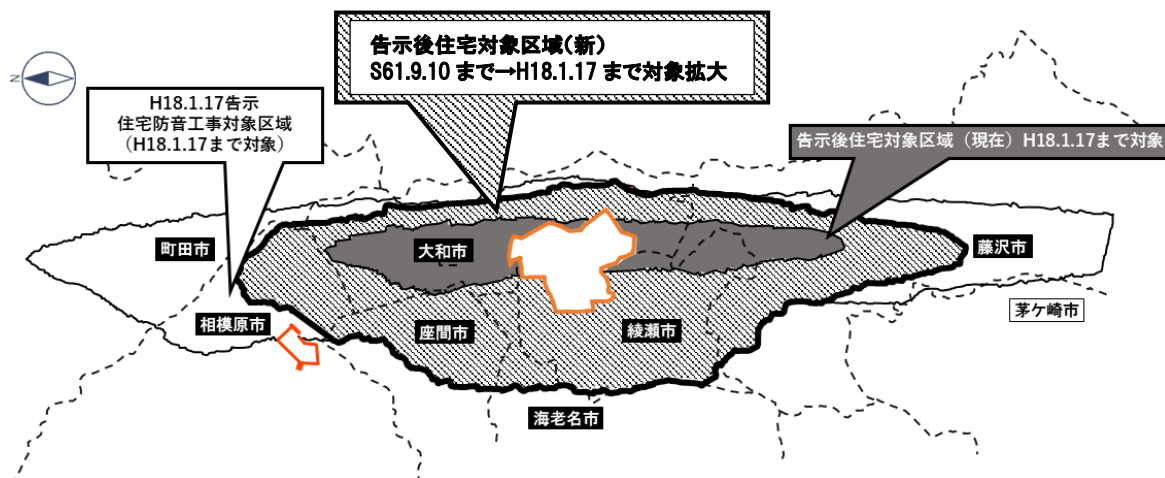 告示後住宅対象区域(新)
S61.9.10 まで→H18.1.17 まで対象拡大
N
H18.1.17告示
住宅防音工事対象区域
(H18.1.17まで対象)
告示後住宅対象区域(現在)H18.1.17まで対象
町田市
大和市
藤沢市
茅ケ崎市
相模原市
座間市
綾瀬市
海老名市